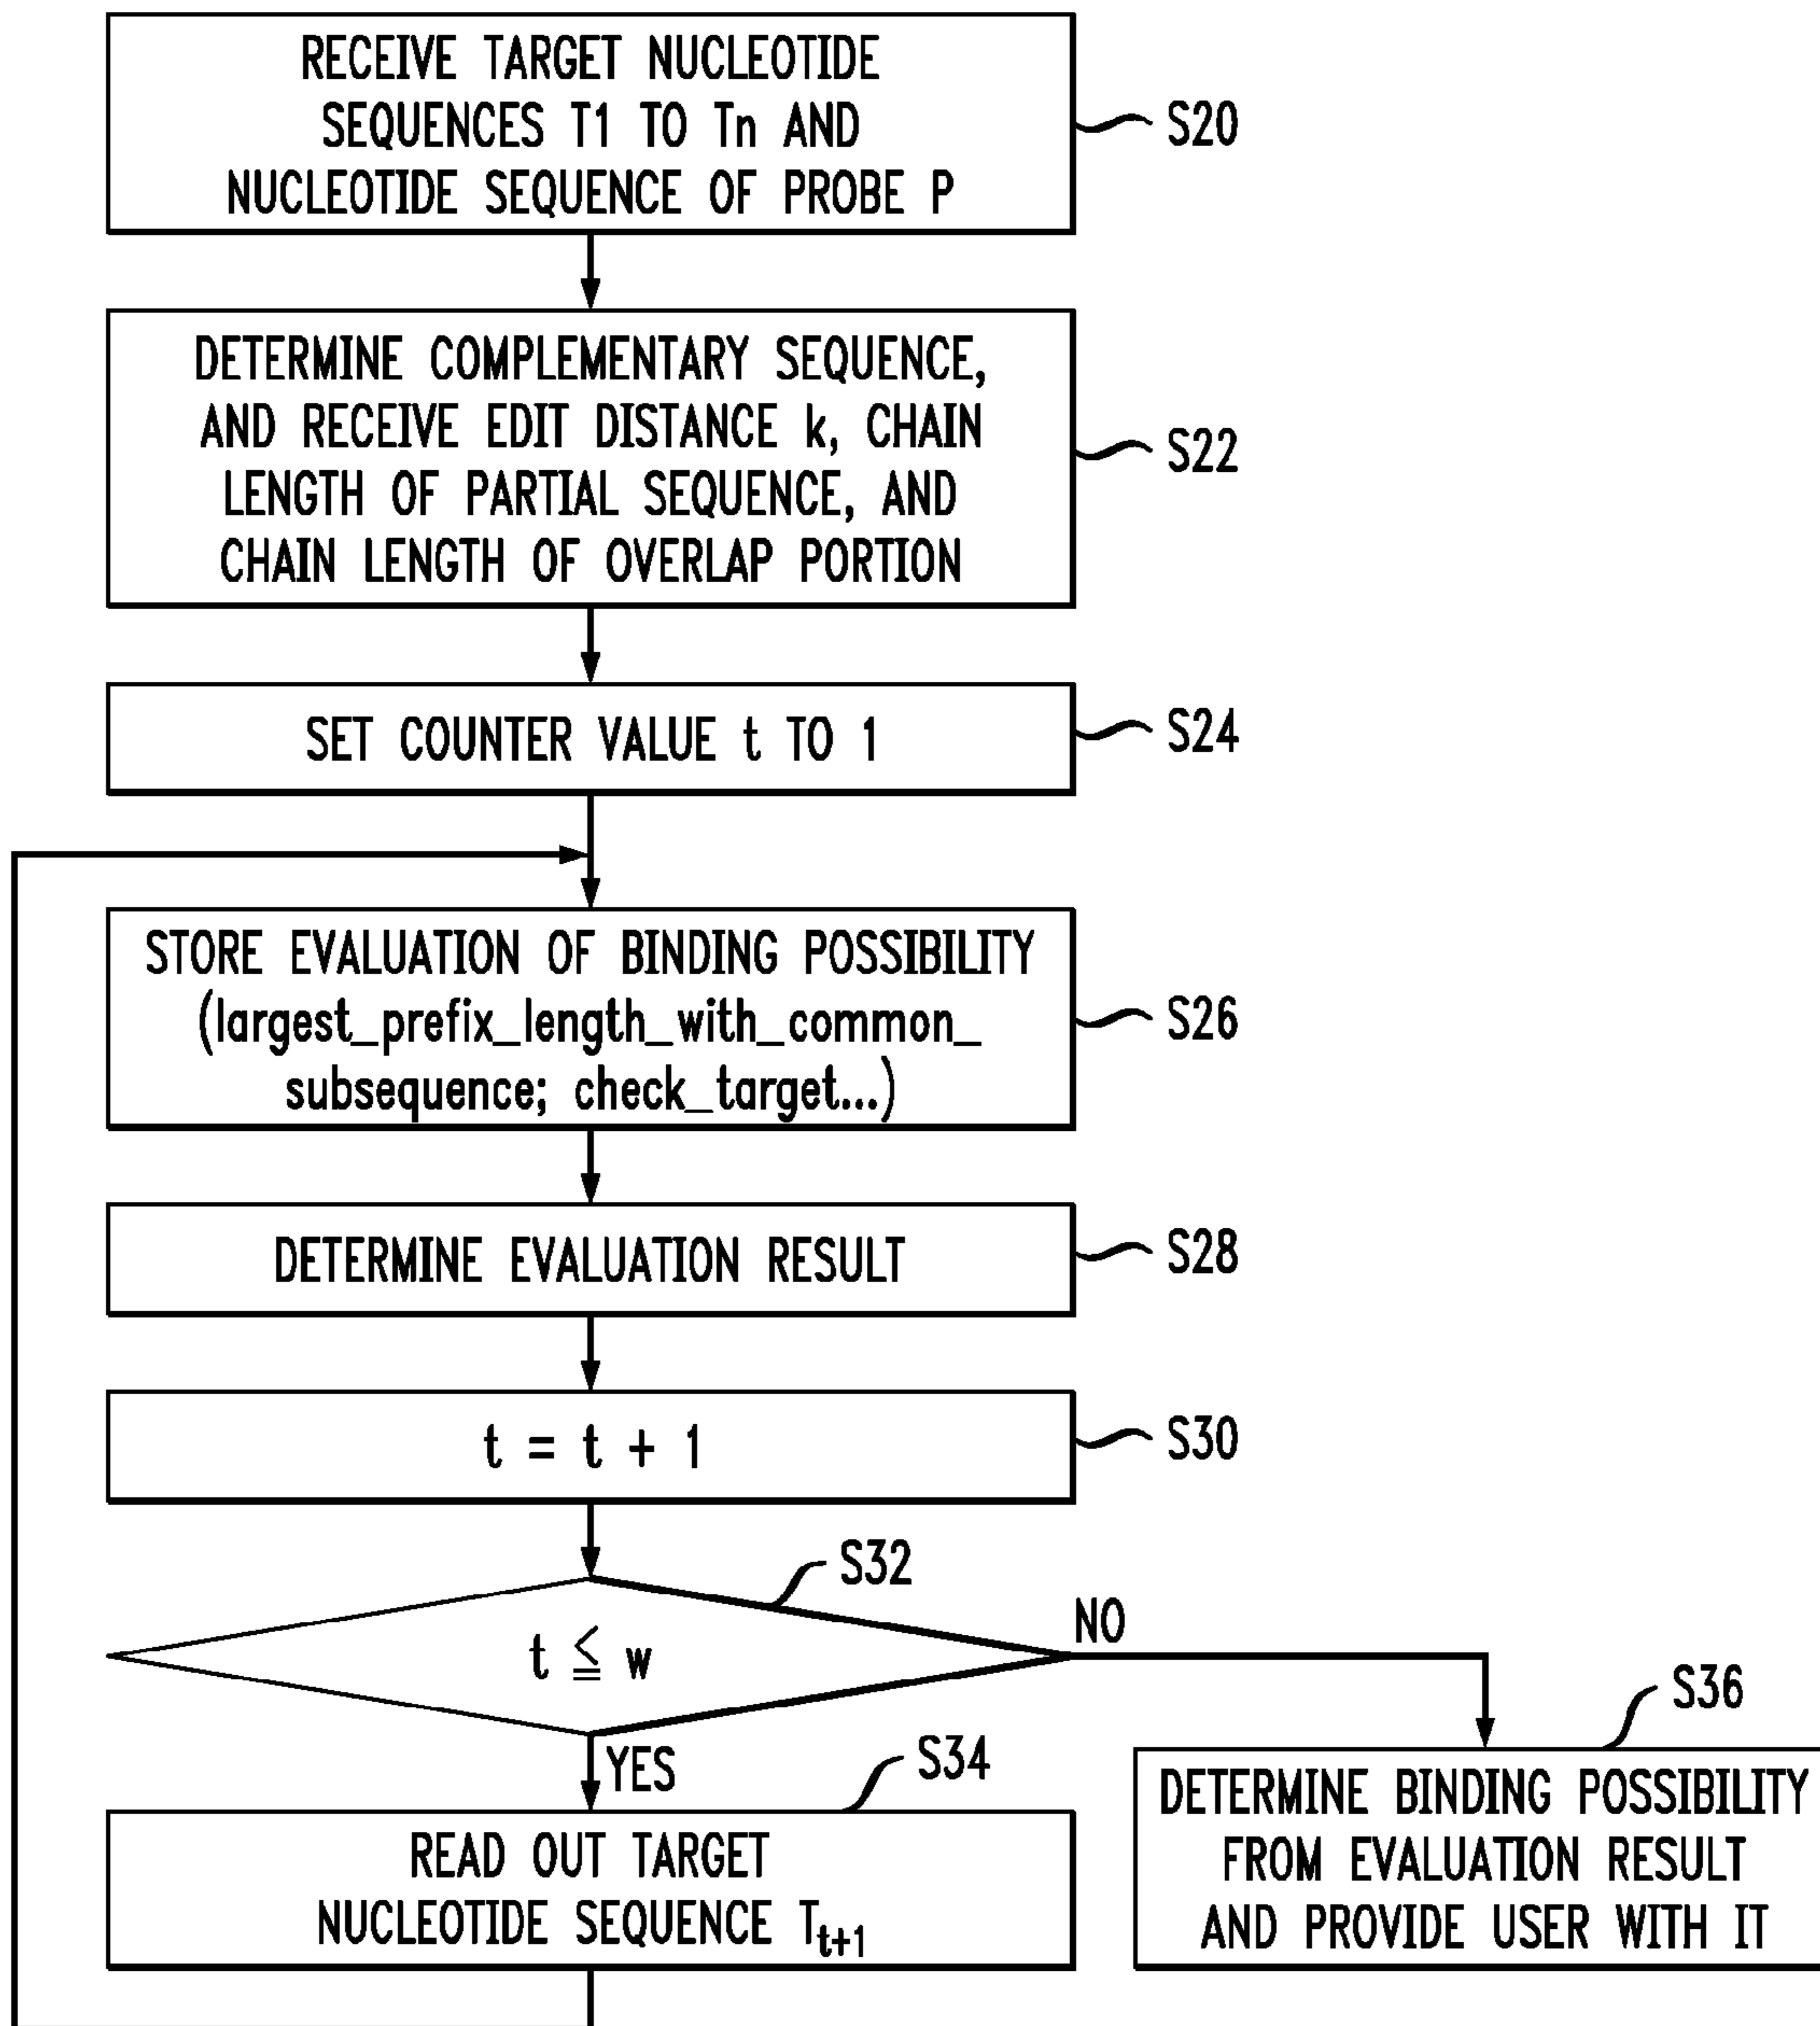 RECEIVE TARGET NUCLEOTIDE
SEQUENCES T1 TO Tn AND
NUCLEOTIDE SEQUENCE OF PROBE P
S20
DETERMINE COMPLEMENTARY SEQUENCE,
AND RECEIVE EDIT DISTANCE k, CHAIN
LENGTH OF PARTIAL SEQUENCE, AND
CHAIN LENGTH OF OVERLAP PORTION
S22
SET COUNTER VALUE t TO 1
S24
STORE EVALUATION OF BINDING POSSIBILITY
(largest_prefix_length_with_common_
subsequence; check_target...)
S26
DETERMINE EVALUATION RESULT
S28
t = t + 1
S30
S32
t ≦ w
NO
YES
S34
READ OUT TARGET
NUCLEOTIDE SEQUENCE Tt+1
S36
DETERMINE BINDING POSSIBILITY
FROM EVALUATION RESULT
AND PROVIDE USER WITH IT